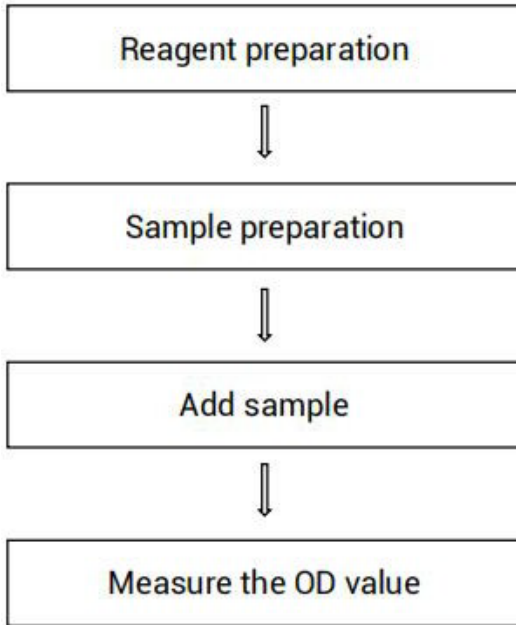 Reagent preparation
Sample preparation
Add sample
Measure the OD value